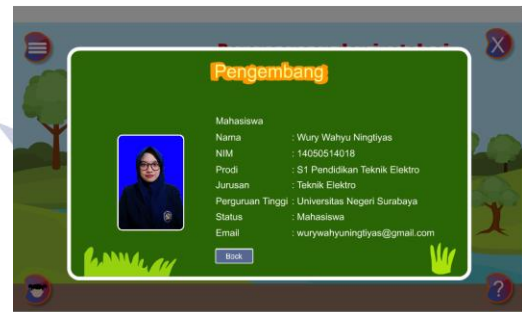 Pengembang
Mahasiswa
Nama : Wury Wahyu Ningtiyas
NIM : 14050514018
Prodi : S1 Pendidikan Teknik Elektro
Jurusan : Teknik Elektro
Perguruan Tinggi : Universitas Negeri Surabaya
Status : Mahasiswa
Email : wurywahyuningtiyas@gmail.com
Back
X
?